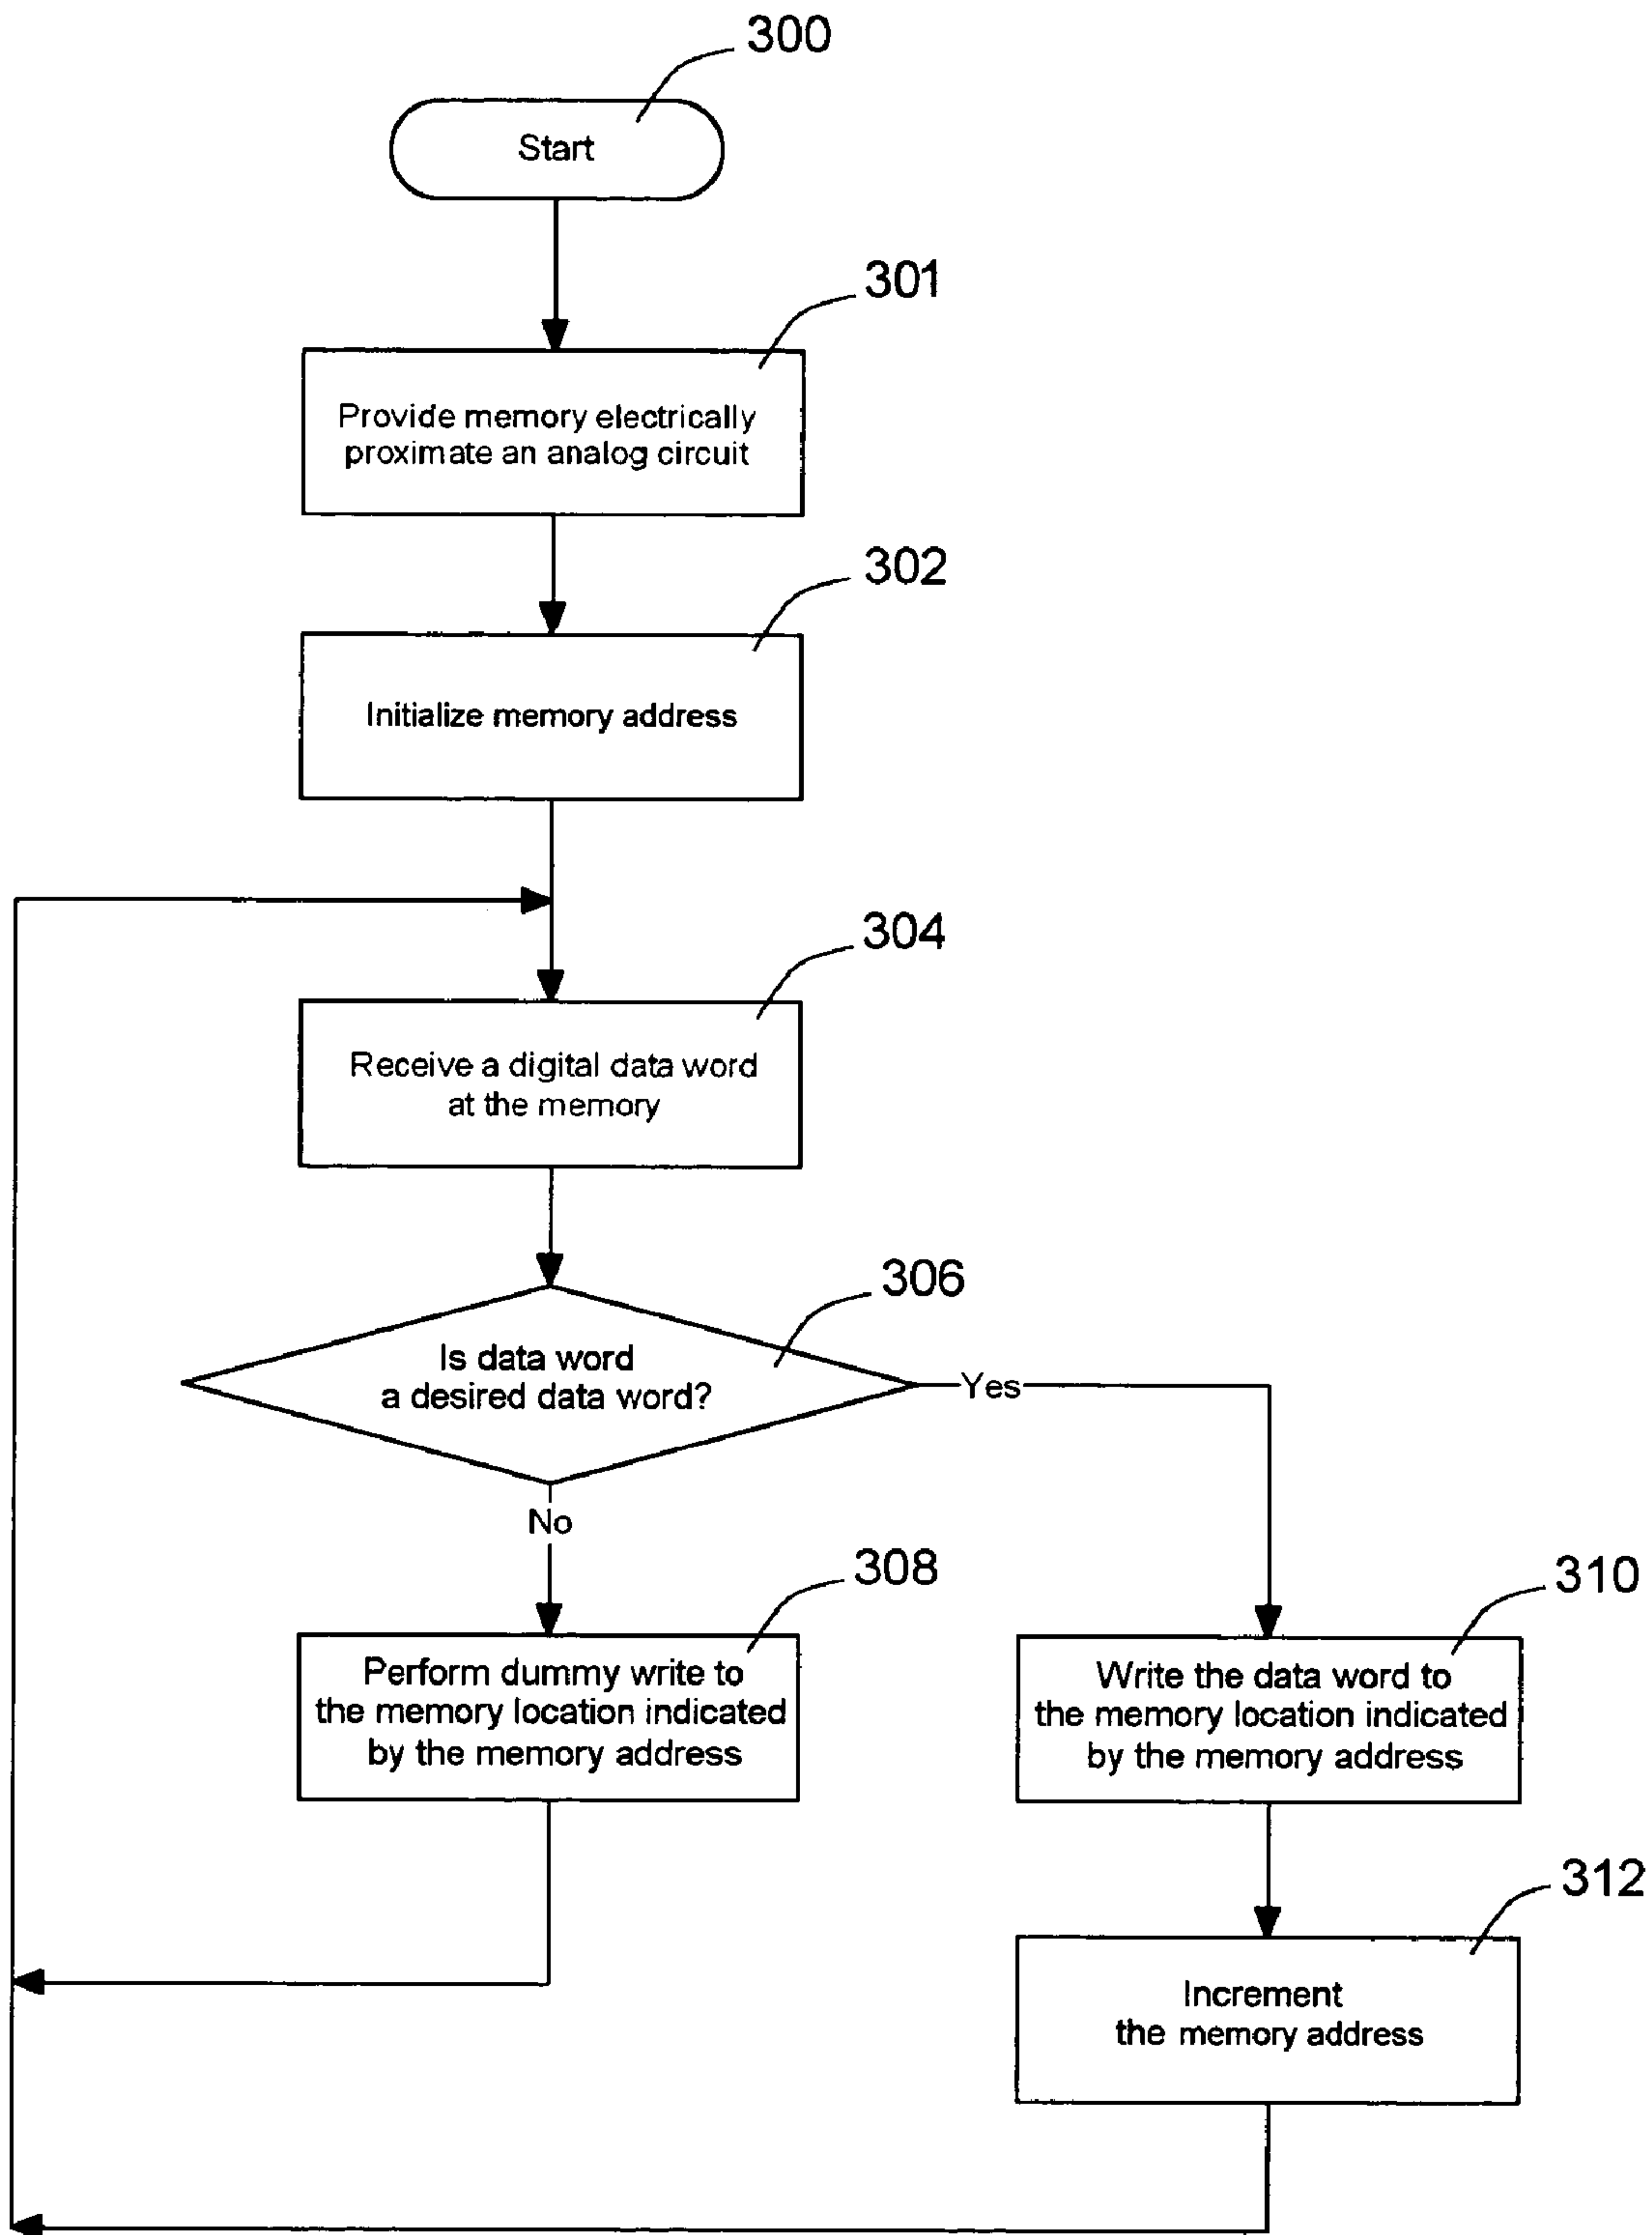 300
Start
301
Provide memory electrically
proximate an analog circuit
302
Initialize memory address
304
Receive a digital data word
at the memory
306
Is data word
a desired data word?
Yes
No
308
Perform dummy write to
the memory location indicated
by the memory address
310
Write the data word to
the memory location indicated
by the memory address
312
Increment
the memory address